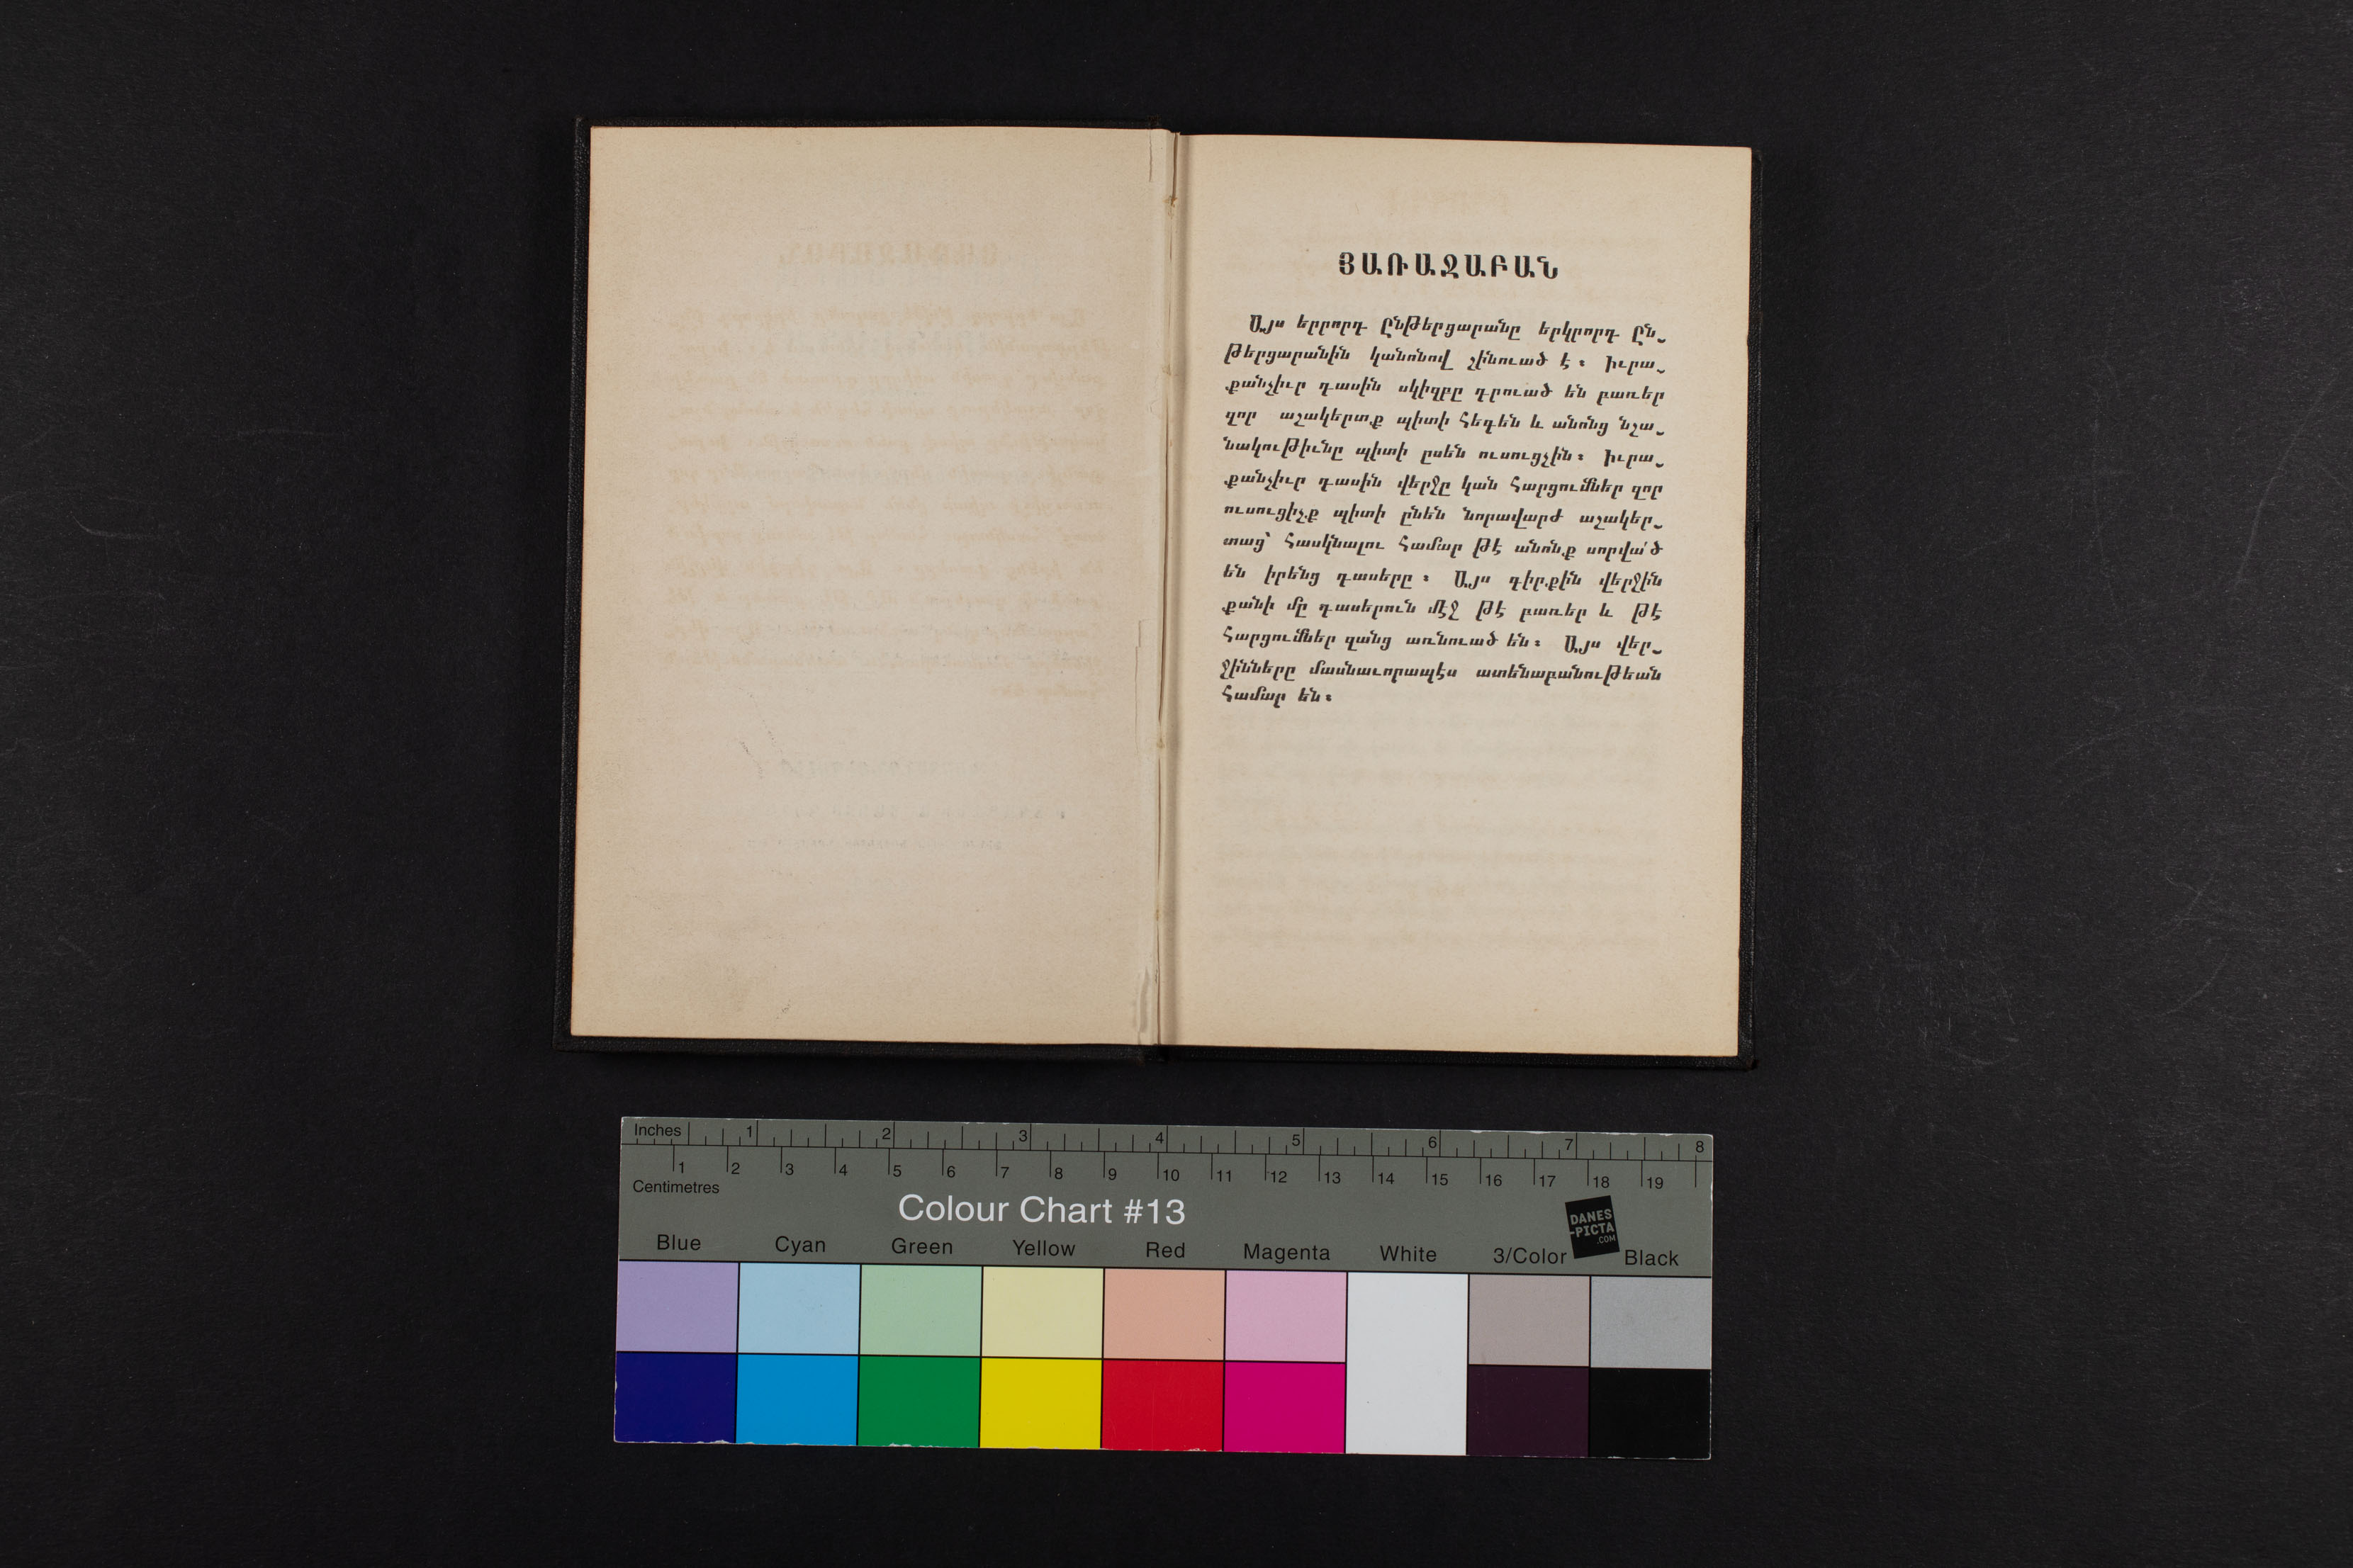 ՅԱՌԱՋԱԲԱՆ
Այս երրորդ Ընթերցարանը երկրորդ Ըն֊
թերցարանին կանոնով շինուած է։ Իւրա֊
քանչիւր դասին սկիզբը դրուած են բառեր
զոր աշակերտք պիտի հեգեն և անոնց նշա֊
նակութիւնը պիտի ըսեն ուսուցչին։ Իւրա֊
քանչիւր դասին վերջը կան հարցումներ զոր
ուսուցիչք պիտի ընեն նորավարժ աշակեր֊
տաց՝ հասկնալու համար թէ անոնք սորվա՛ծ
են իրենց դասերը։ Այս գիրքին վերջին
քանի մը դասերուն մէջ թէ բառեր և թէ
հարցումներ զանց առնուած են։ Այս վեր֊
ջինները մասնաւորապէս ատենաբանութեան
համար են։
Inches 1 2 3 4 5 6 7 8
1 2 3 4 5 6 7 8 9 10 11 12 13 14 15 16 17 18 19
Centimetres
Colour Chart #13
DANES
-PICTA
.COM
Blue Cyan Green Yellow Red Magenta White 3/Color Black